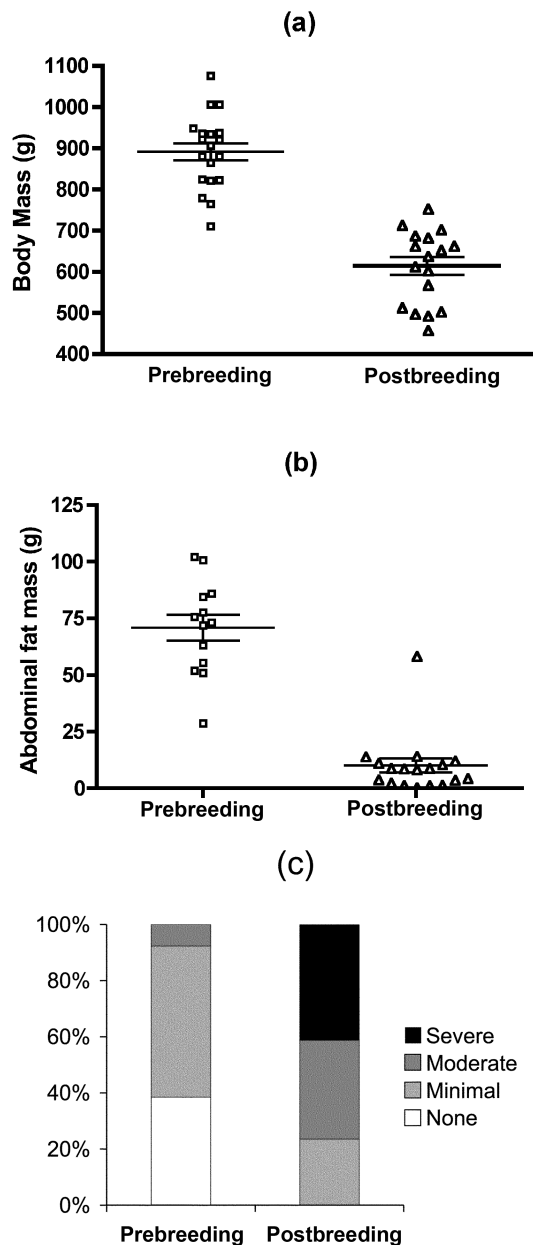 (a)
Body Mass (g)
1100
1000
900
800
700
600
500
400
Prebreeding
Postbreeding
(b)
Abdominal fat mass (g)
125
100
75
50
25
0
Prebreeding
Postbreeding
(c)
100%
80%
60%
40%
20%
0%
Severe
Moderate
Minimal
None
Prebreeding
Postbreeding